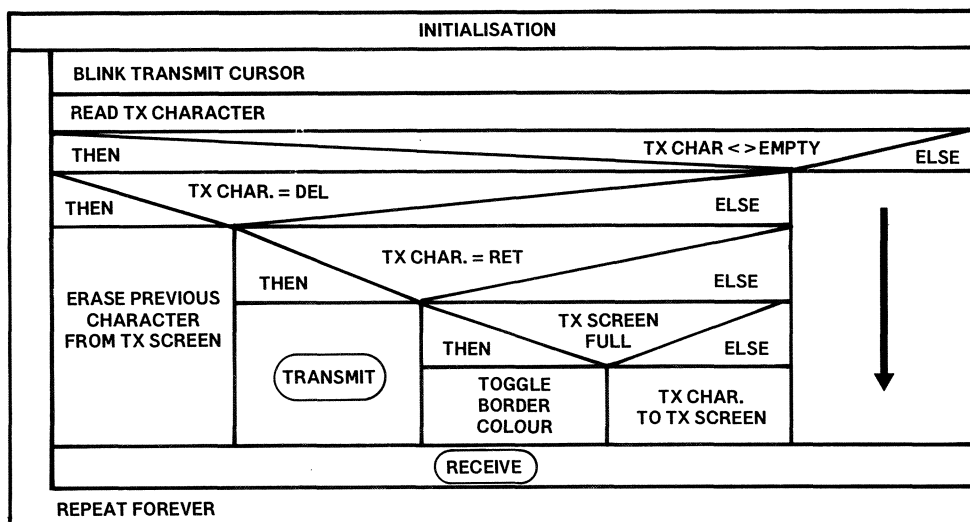 INITIALISATION
BLINK TRANSMIT CURSOR
READ TX CHARACTER
TX CHAR <> EMPTY
THEN
ELSE
TX CHAR. = DEL
THEN
ELSE
TX CHAR. = RET
THEN
ELSE
ERASE PREVIOUS
CHARACTER
FROM TX SCREEN
TX SCREEN
FULL
THEN
ELSE
TRANSMIT
TOGGLE
BORDER
COLOUR
TX CHAR.
TO TX SCREEN
RECEIVE
REPEAT FOREVER